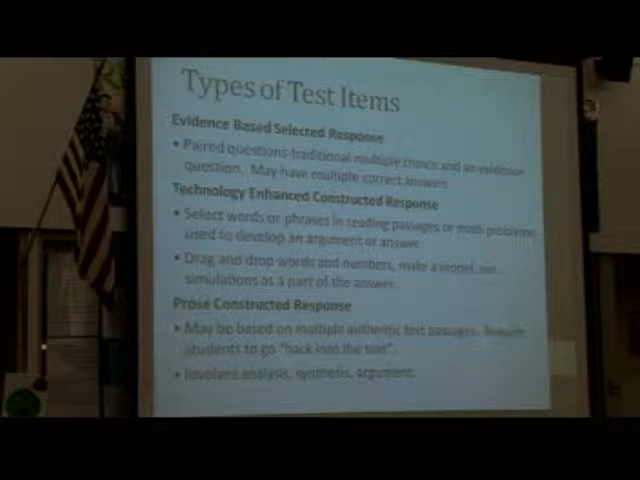 Types of Test Items
Evidence Based Selected Response
• Paired questions-traditional multiple choice and an evidence
question. May have multiple correct answers
Technology Enhanced Constructed Response
• Select words or phrases in reading passages or math problems
used to develop an argument or answer
• Drag and drop words and numbers, make a model, run
simulations as a part of the answer
Prose Constructed Response
• May be based on multiple authentic text passages. Require
students to go "back into the text".
• Involves analysis, synthesis, argument